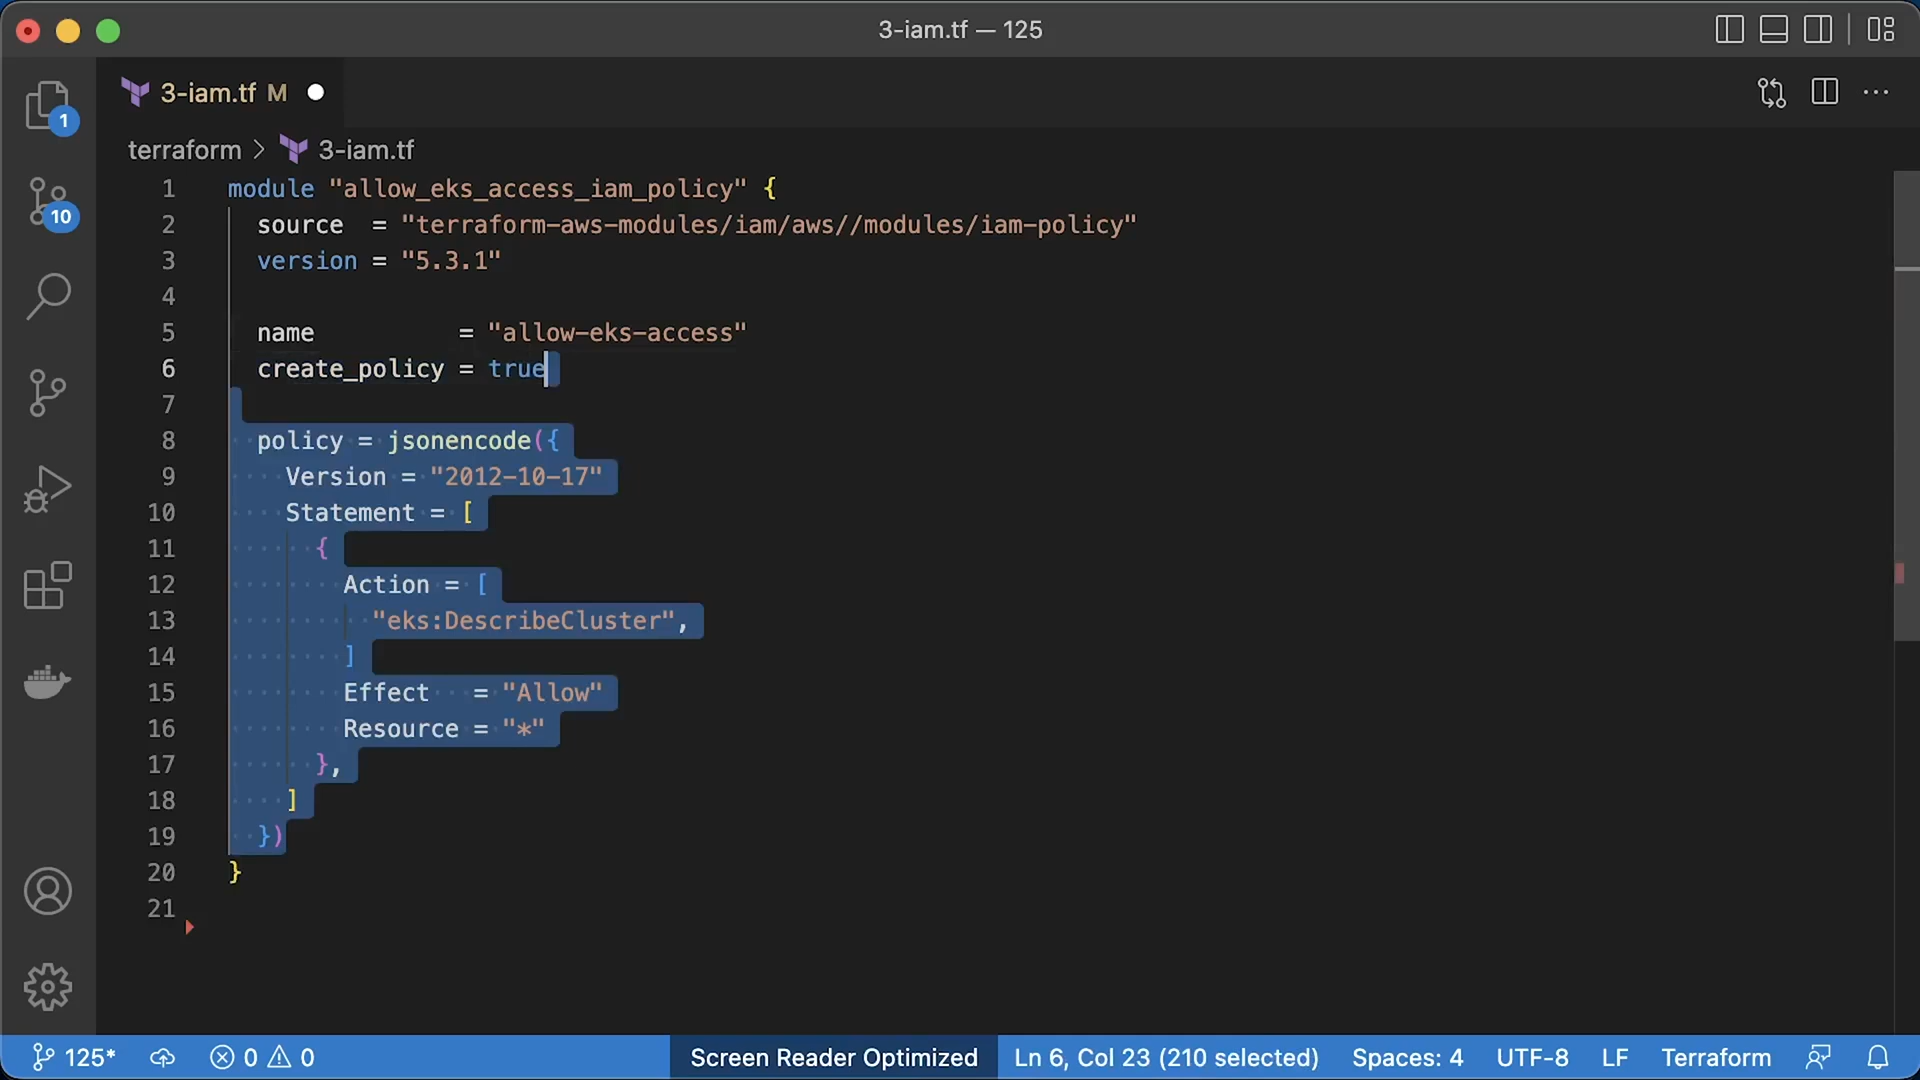 3-iam.tf — 125
3-iam.tf M
terraform > 3-iam.tf
1
10
1 module "allow_eks_access_iam_policy" {
2 source = "terraform-aws-modules/iam/aws//modules/iam-policy"
3 version = "5.3.1"
4
5 name = "allow-eks-access"
6 create_policy = true
7
8 policy = jsonencode({
9 Version = "2012-10-17"
10 Statement = [
11 {
12 Action = [
13 "eks:DescribeCluster",
14 ]
15 Effect = "Allow"
16 Resource = "*"
17 },
18 ]
19 })
20 }
21
125* 0 0 Screen Reader Optimized Ln 6, Col 23 (210 selected) Spaces: 4 UTF-8 LF Terraform